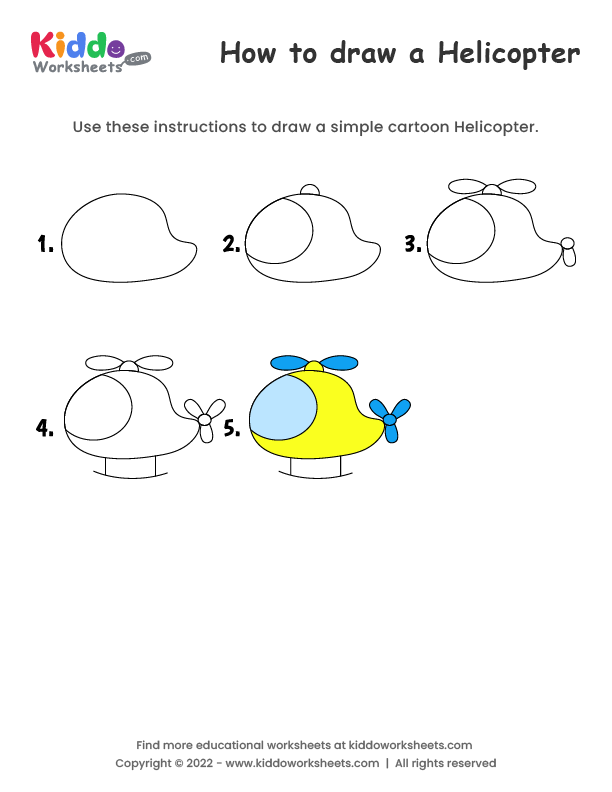 Kiddo
Worksheets.com
How to draw a Helicopter
Use these instructions to draw a simple cartoon Helicopter.
1.
2.
3.
4.
5.
Find more educational worksheets at kiddoworksheets.com
Copyright © 2022 - www.kiddoworksheets.com | All rights reserved